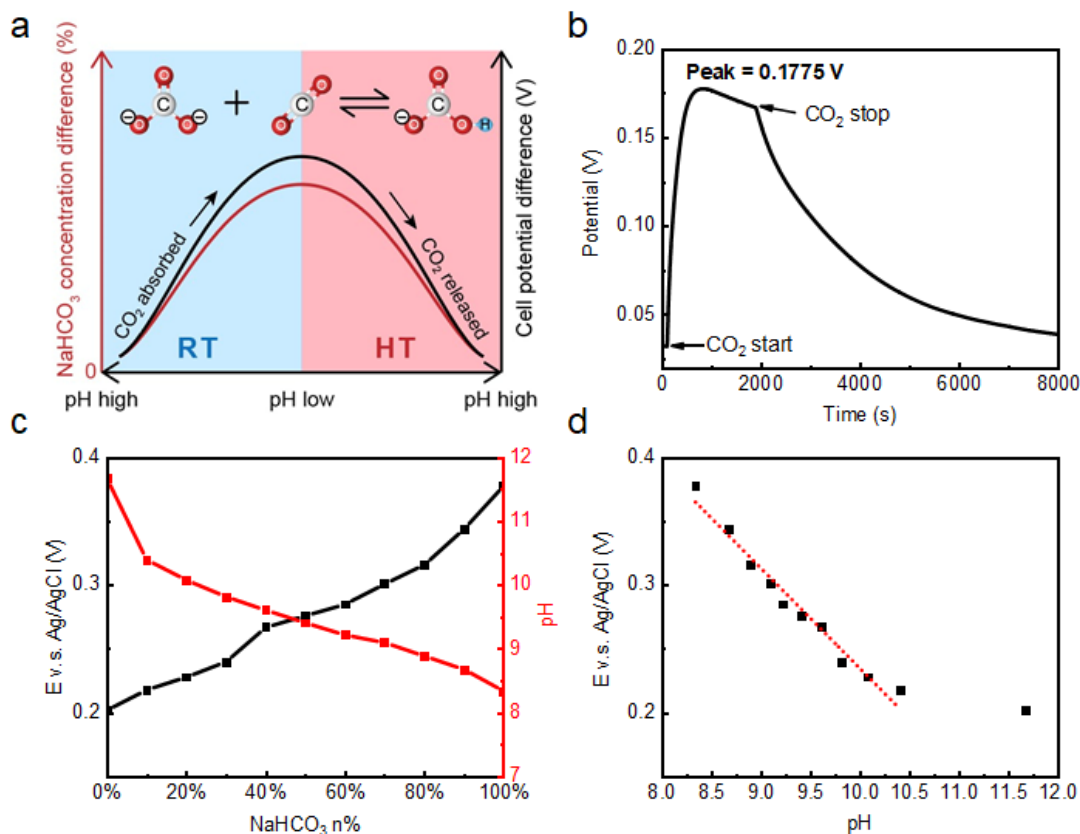 a
NaHCO3 concentration difference (%)
0
C
O
O
O
+
C
O
O
C
O
O
O
H
CO2 absorbed
CO2 released
RT
HT
Cell potential difference (V)
pH high
pH low
pH high
b
Potential (V)
0.20
0.15
0.10
0.05
Peak = 0.1775 V
CO2 stop
CO2 start
0
2000
4000
6000
8000
Time (s)
c
E v.s. Ag/AgCl (V)
0.4
0.3
0.2
12
11
10
9
8
7
pH
0%
20%
40%
60%
80%
100%
NaHCO3 n%
d
E v.s. Ag/AgCl (V)
0.4
0.3
0.2
8.0
8.5
9.0
9.5
10.0
10.5
11.0
11.5
12.0
pH